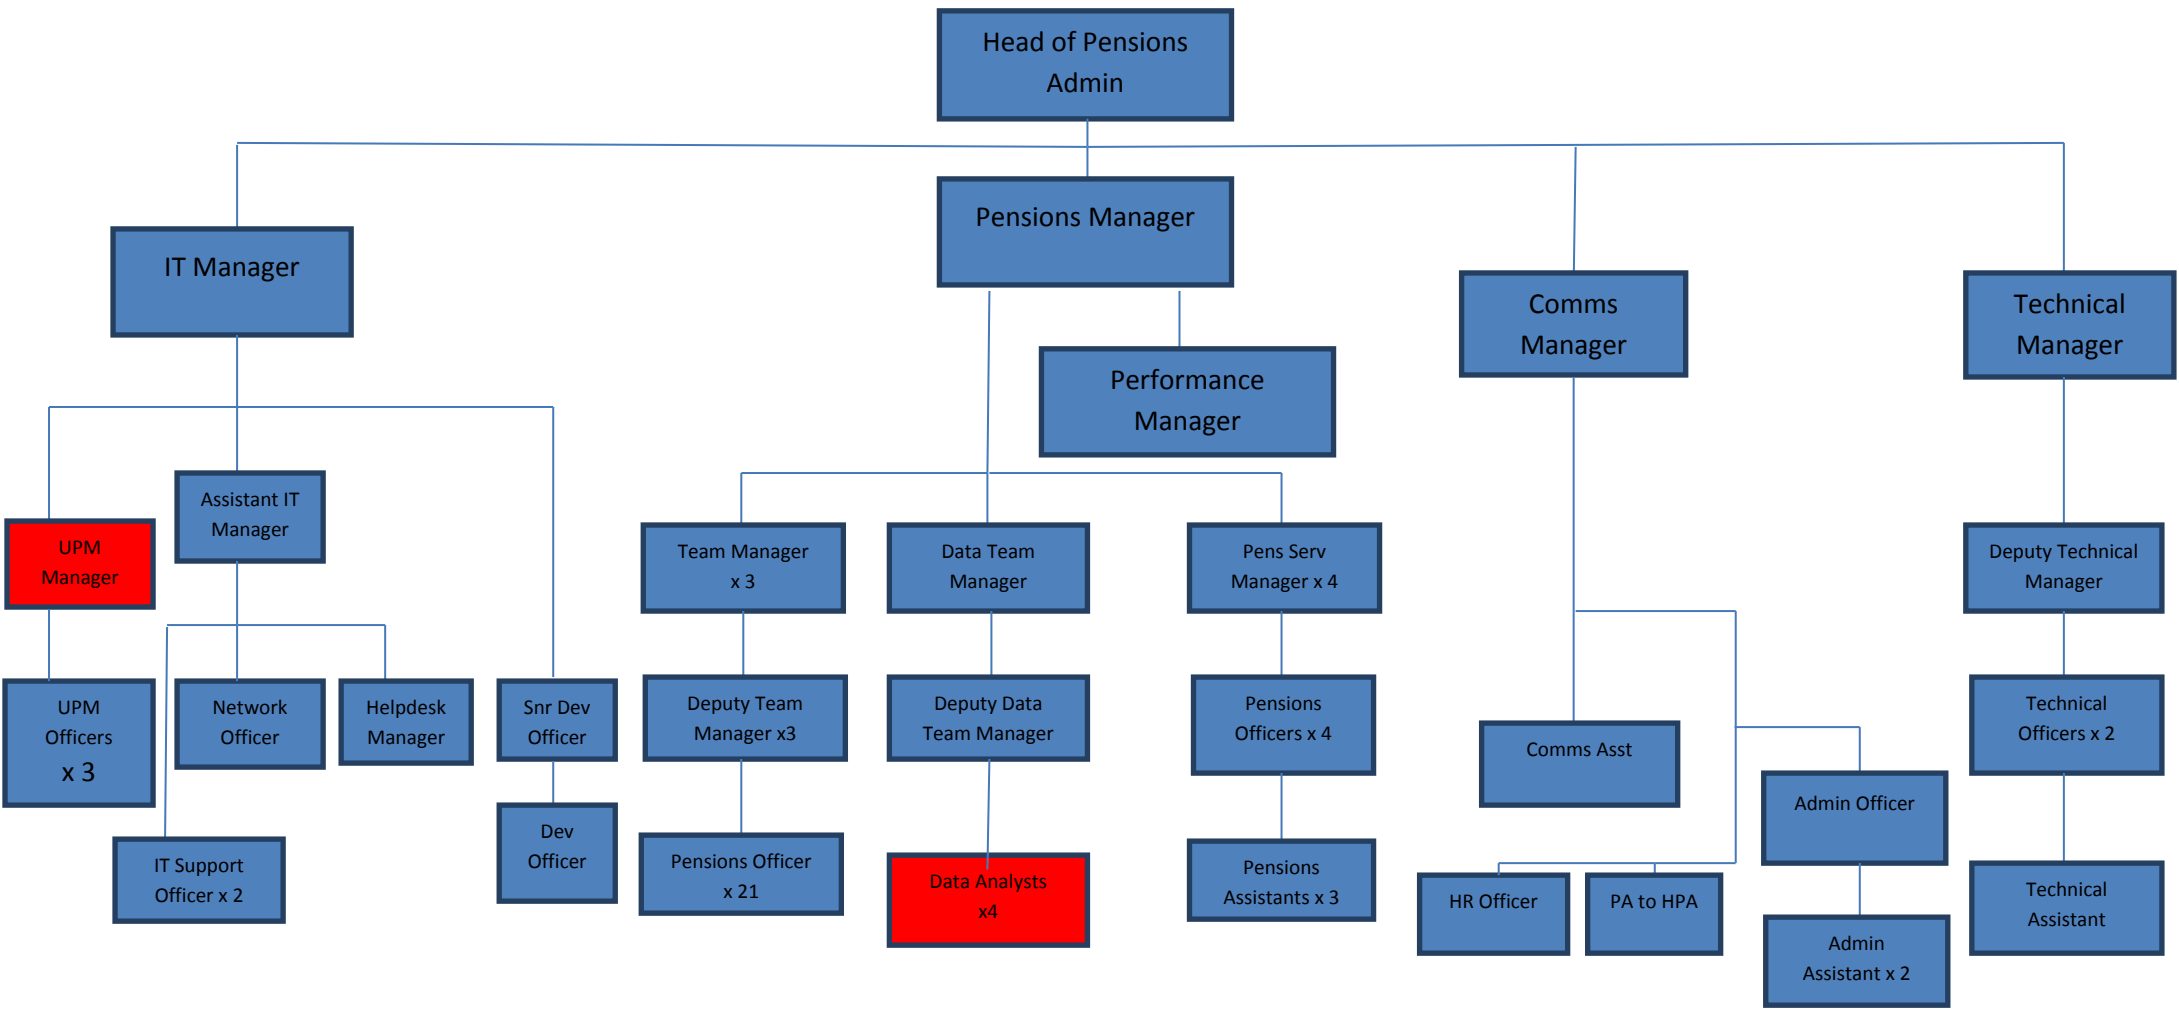 Head of Pensions
Admin
Pensions Manager
IT Manager
Comms
Manager
Technical
Manager
Performance
Manager
Assistant IT
Manager
UPM
Manager
Team Manager
x 3
Data Team
Manager
Pens Serv
Manager x 4
Deputy Technical
Manager
UPM
Officers
x 3
Network
Officer
Helpdesk
Manager
Snr Dev
Officer
Deputy Team
Manager x3
Deputy Data
Team Manager
Pensions
Officers x 4
Technical
Officers x 2
Comms Asst
Admin Officer
IT Support
Officer x 2
Dev
Officer
Pensions Officer
x 21
Data Analysts
x4
Pensions
Assistants x 3
HR Officer
PA to HPA
Technical
Assistant
Admin
Assistant x 2